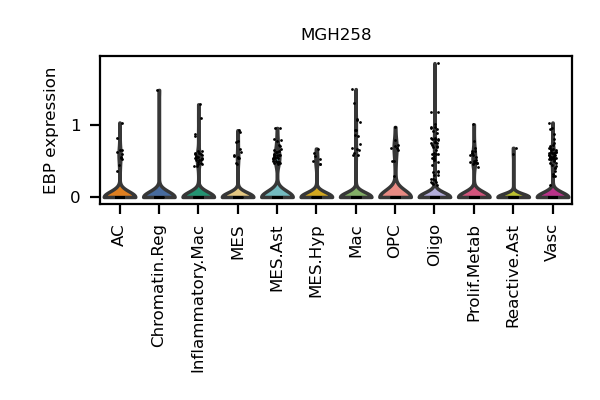 MGH258
EBP expression
1
0
AC
Chromatin.Reg
Inflammatory.Mac
MES
MES.Ast
MES.Hyp
Mac
OPC
Oligo
Prolif.Metab
Reactive.Ast
Vasc